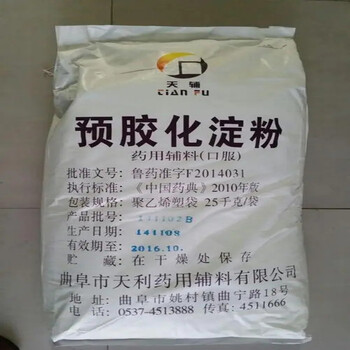 天辅
TIAN FU
预胶化淀粉
药用辅料(口服)
批准文号：鲁药准字F2014031
执行标准：《中国药典》2010年版
包装规格：聚乙烯塑袋 25千克/袋
产品批号：
生产日期：141108
有效期至：2016.10.
贮 藏：在干燥处保存
曲阜市天利药用辅料有限公司
地址：曲阜市姚村镇曲宁路18号
电话：0537-4513888 传真：4511666